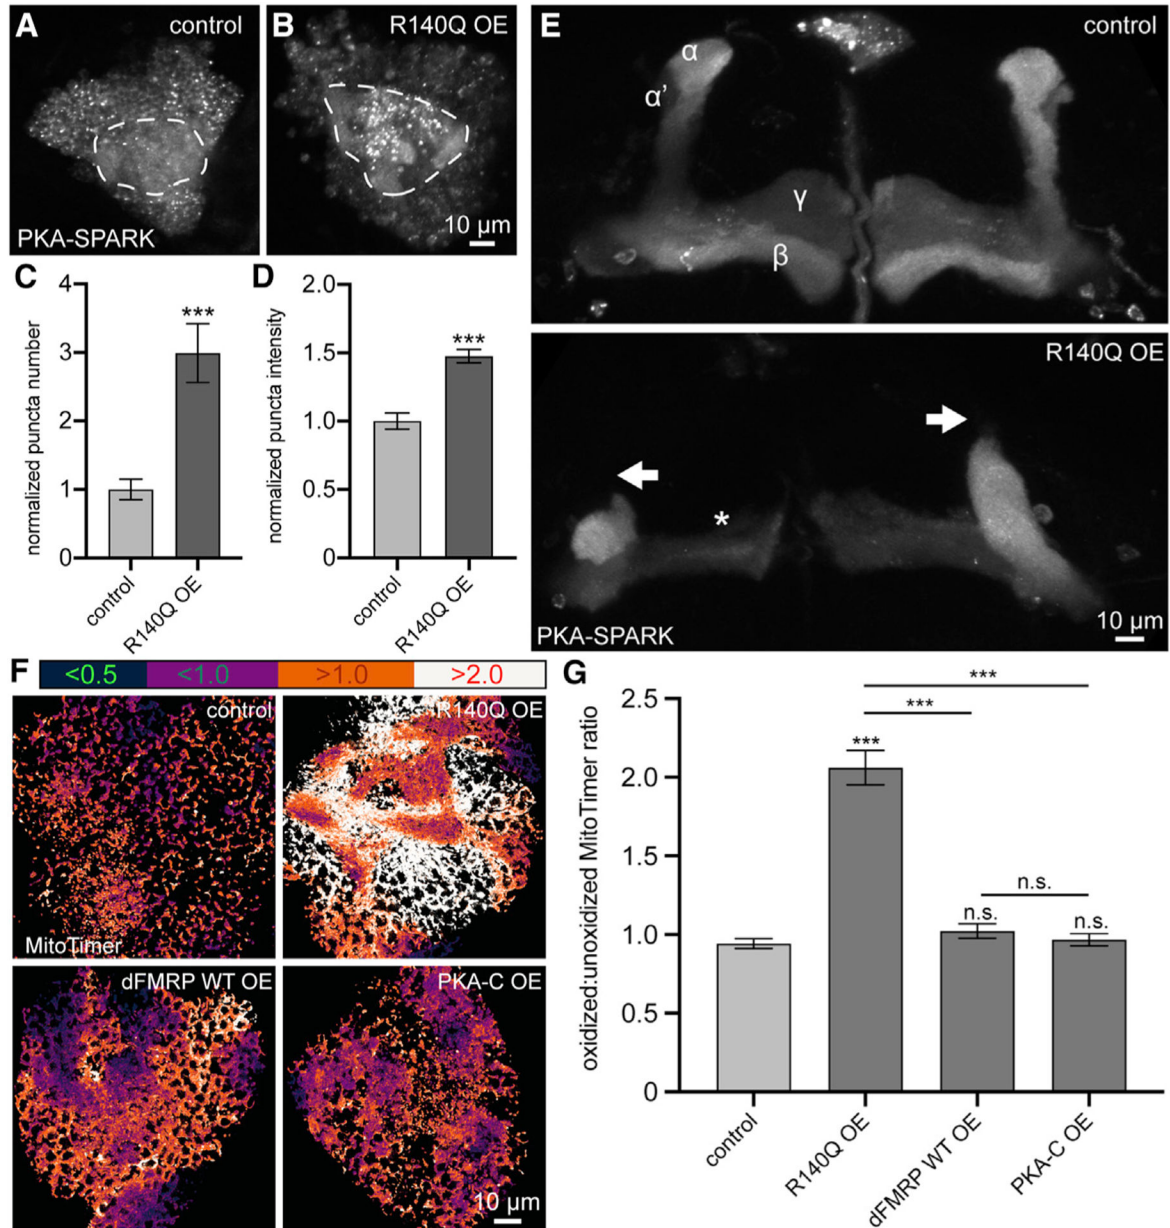 A control
PKA-SPARK
B R140Q OE
10 µm
C
normalized puncta number
4
3
2
1
0
***
control
R140Q OE
D
normalized puncta intensity
2.0
1.5
1.0
0.5
0
***
control
R140Q OE
E control
α
α’
γ
β
R140Q OE
*
PKA-SPARK
10 µm
F
<0.5 <1.0 >1.0 >2.0
control
MitoTimer
R140Q OE
dFMRP WT OE
PKA-C OE
10 µm
G
oxidized:unoxidized MitoTimer ratio
2.5
2.0
1.5
1.0
0.5
0
***
***
***
n.s.
n.s.
n.s.
control
R140Q OE
dFMRP WT OE
PKA-C OE